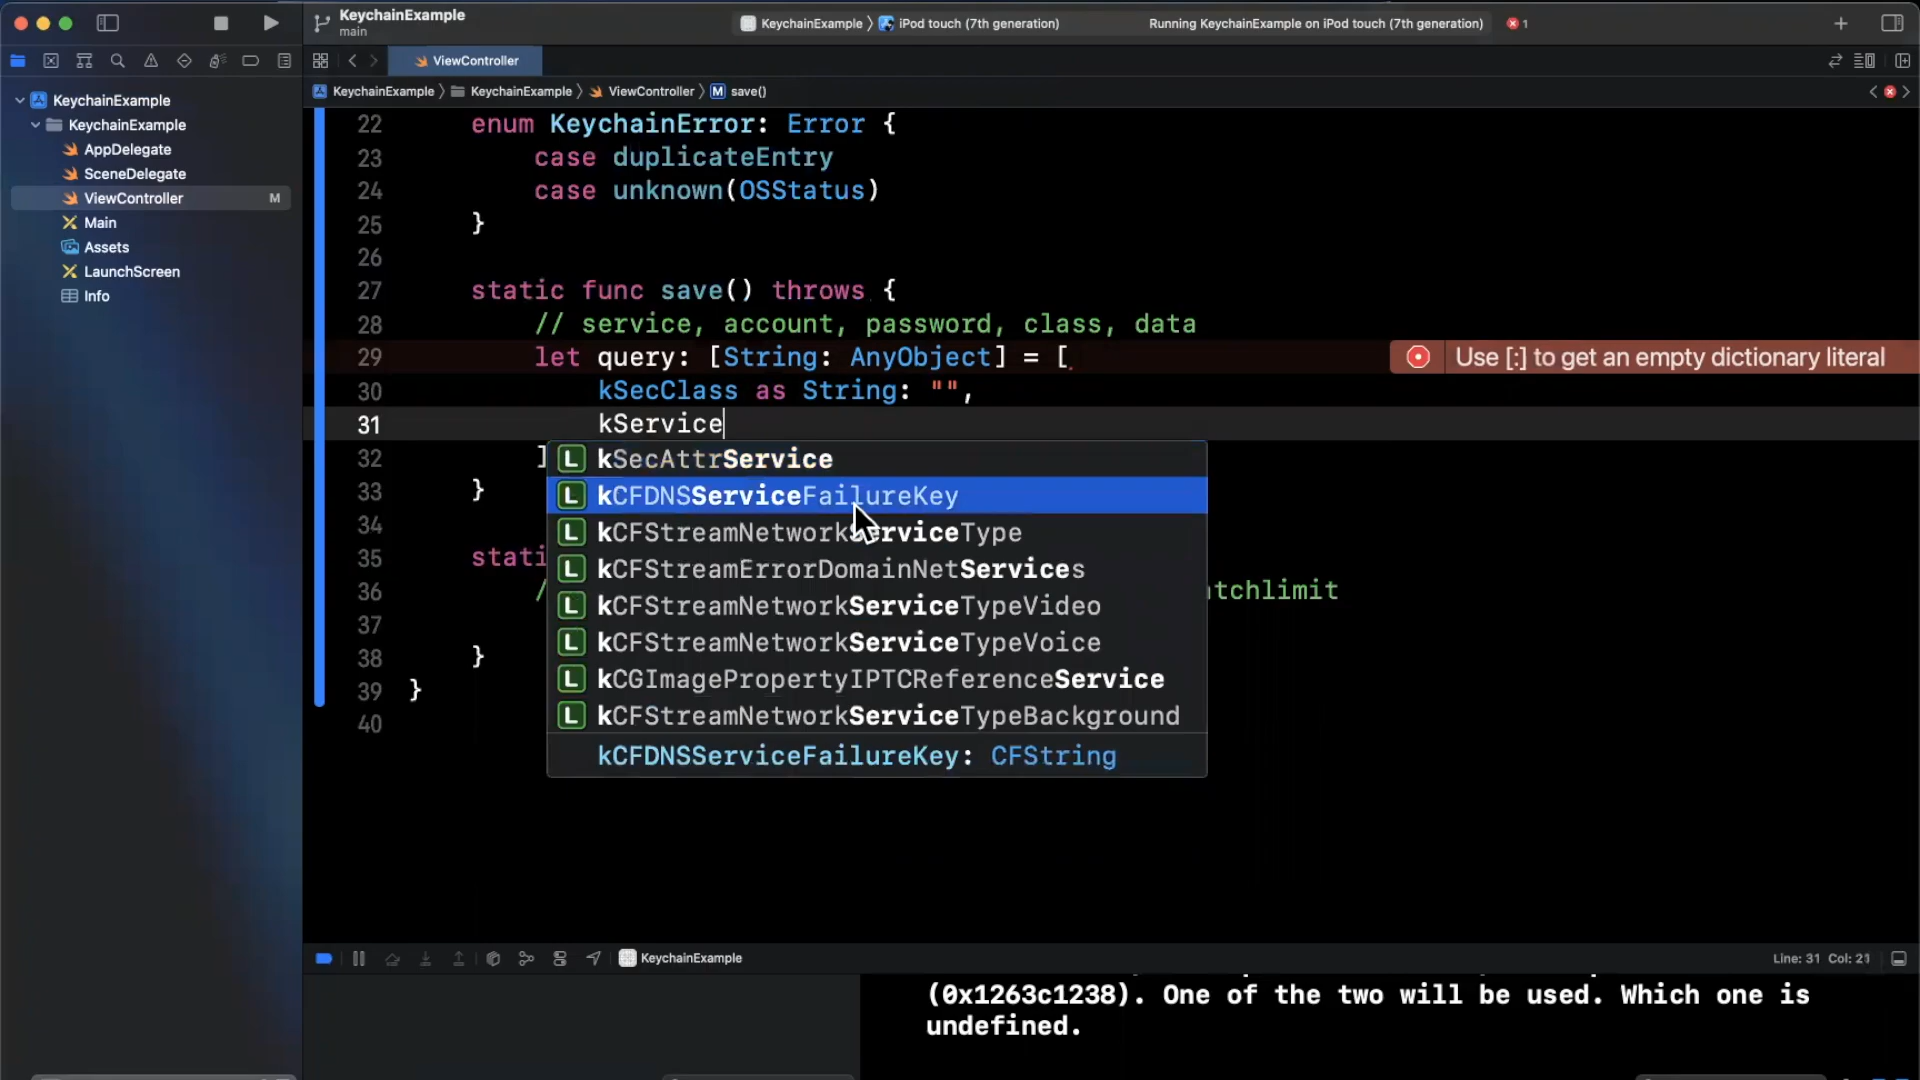 KeychainExample
main
KeychainExample
iPod touch (7th generation)
Running KeychainExample on iPod touch (7th generation)
1
ViewController
KeychainExample
KeychainExample
ViewController
M
save()
KeychainExample
KeychainExample
AppDelegate
SceneDelegate
ViewController
M
Main
Assets
LaunchScreen
Info
22 enum KeychainError: Error {
23 case duplicateEntry
24 case unknown(OSStatus)
25 }
26
27 static func save() throws {
28 // service, account, password, class, data
29 let query: [String: AnyObject] = [
Use [:] to get an empty dictionary literal
30 kSecClass as String: "",
31 kService
32 ]
33 }
34
35 stati
36 / tchlimit
37
38 }
39 }
40
L kSecAttrService
L kCFDNSServiceFailureKey
L kCFStreamNetworkServiceType
L kCFStreamErrorDomainNetServices
L kCFStreamNetworkServiceTypeVideo
L kCFStreamNetworkServiceTypeVoice
L kCGImagePropertyIPTCReferenceService
L kCFStreamNetworkServiceTypeBackground
kCFDNSServiceFailureKey: CFString
KeychainExample
Line: 31 Col: 21
(0x1263c1238). One of the two will be used. Which one is
undefined.